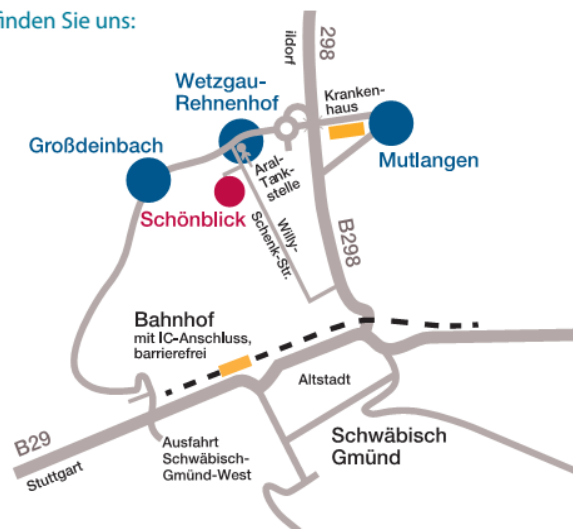 finden Sie uns:
ildorf
298
Wetzgau-
Rehnenhof
Kranken-
haus
Großdeinbach
Mutlangen
Aral-
Tank-
stelle
Schönblick
Willy-
Schenk-Str.
B298
Bahnhof
mit IC-Anschluss,
barrierefrei
Altstadt
B29
Stuttgart
Ausfahrt
Schwäbisch-
Gmünd-West
Schwäbisch
Gmünd